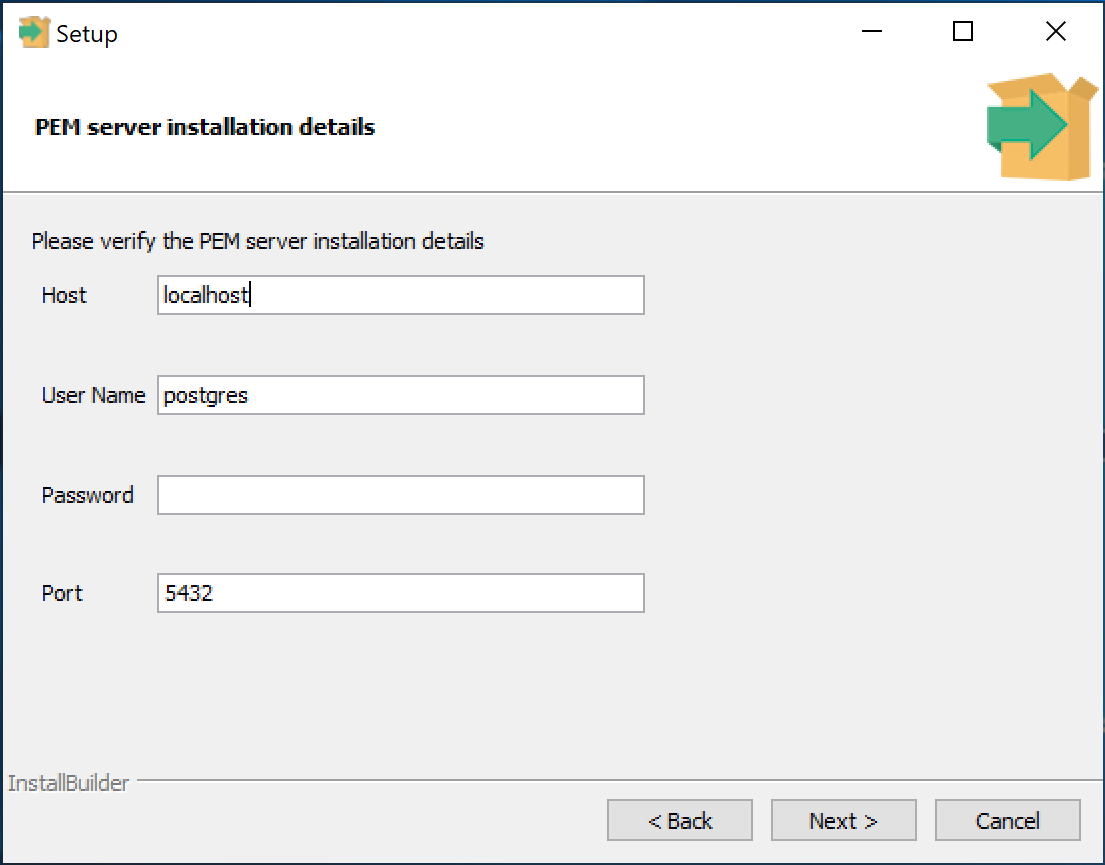 Setup
PEM server installation details
Please verify the PEM server installation details
Host localhost
User Name postgres
Password
Port 5432
InstallBuilder
< Back Next > Cancel